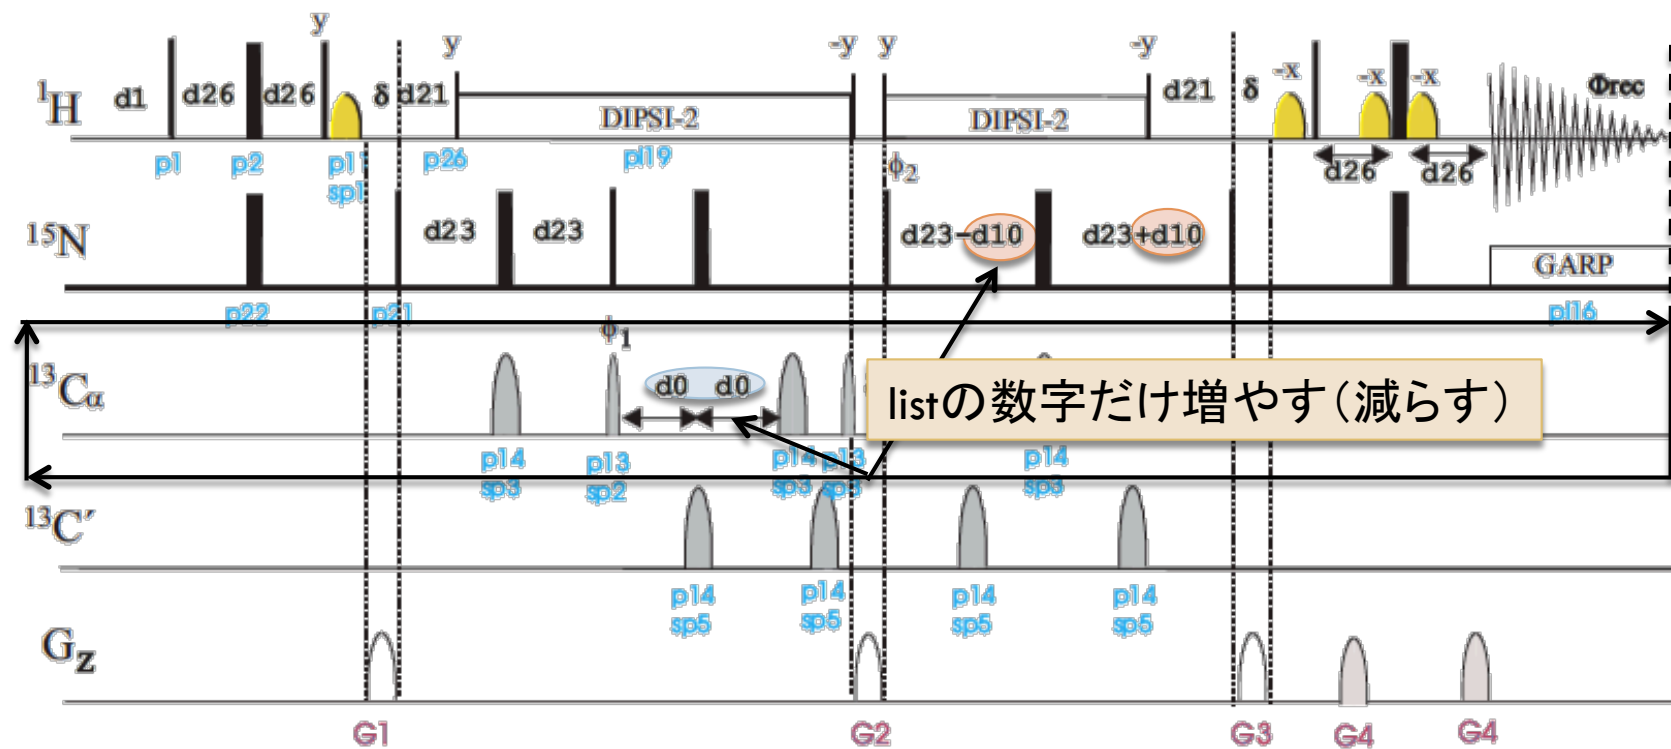 y y -y y -y
¹H d1 d26 d26 δ d21 DIPSI-2 DIPSI-2 d21 δ -x -x -x Φrec
p1 p2 p11 p26 pl19 d26 d26
sp1
ϕ₂
¹⁵N d23 d23 d23-d10 d23+d10 GARP
p22 p21 pl16
ϕ₁
¹³Cα d0 d0
listの数字だけ増やす（減らす）
p14 p13 p14 p13 p14
sp3 sp2 sp3 sp3 sp3
¹³C′
p14 p14 p14 p14
sp5 sp5 sp5 sp5
Gz
G1 G2 G3 G4 G4